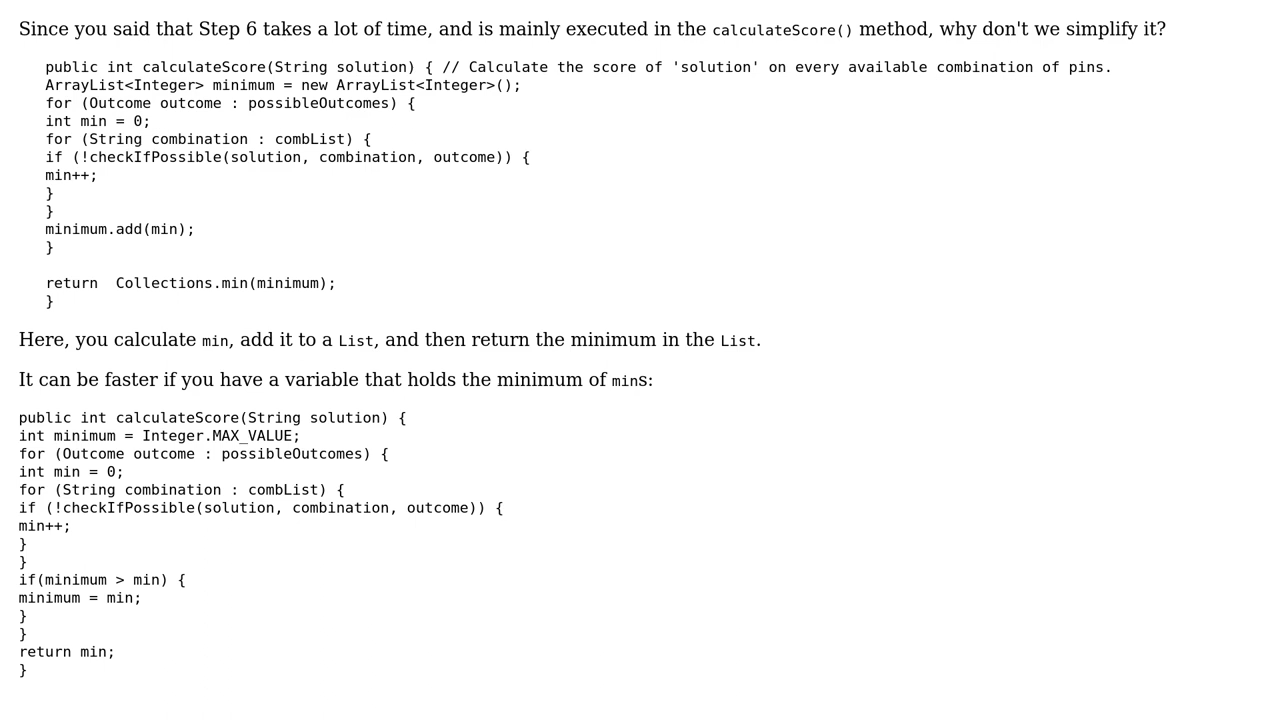 Since you said that Step 6 takes a lot of time, and is mainly executed in the calculateScore() method, why don't we simplify it?
public int calculateScore(String solution) { // Calculate the score of 'solution' on every available combination of pins.
ArrayList<Integer> minimum = new ArrayList<Integer>();
for (Outcome outcome : possibleOutcomes) {
int min = 0;
for (String combination : combList) {
if (!checkIfPossible(solution, combination, outcome)) {
min++;
}
}
minimum.add(min);
}
return  Collections.min(minimum);
}
Here, you calculate min, add it to a List, and then return the minimum in the List.
It can be faster if you have a variable that holds the minimum of mins:
public int calculateScore(String solution) {
int minimum = Integer.MAX_VALUE;
for (Outcome outcome : possibleOutcomes) {
int min = 0;
for (String combination : combList) {
if (!checkIfPossible(solution, combination, outcome)) {
min++;
}
}
if(minimum > min) {
minimum = min;
}
}
return min;
}